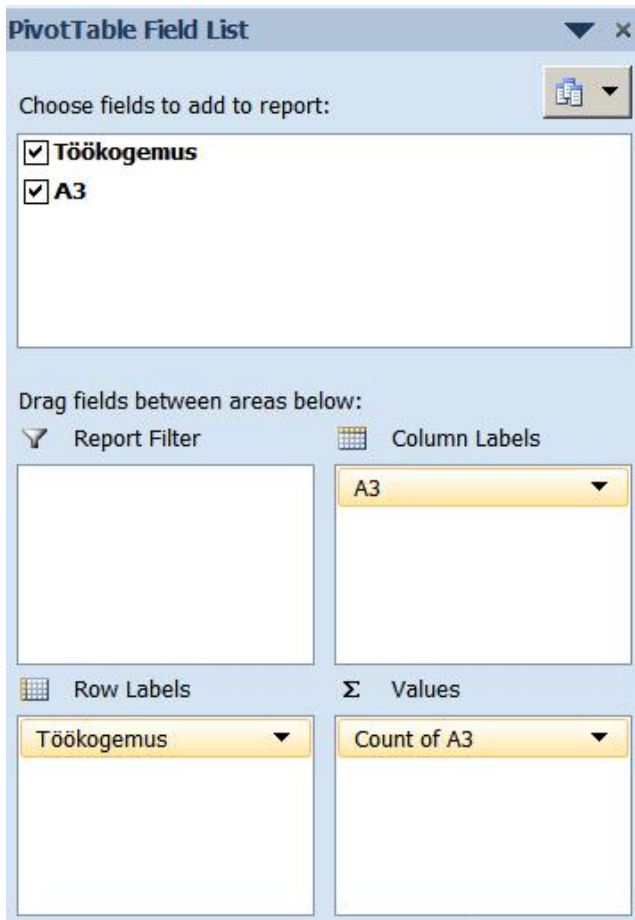 PivotTable Field List
Choose fields to add to report:
Töökogemus
A3
Drag fields between areas below:
Report Filter
Column Labels
A3
Row Labels
Σ Values
Töökogemus
Count of A3